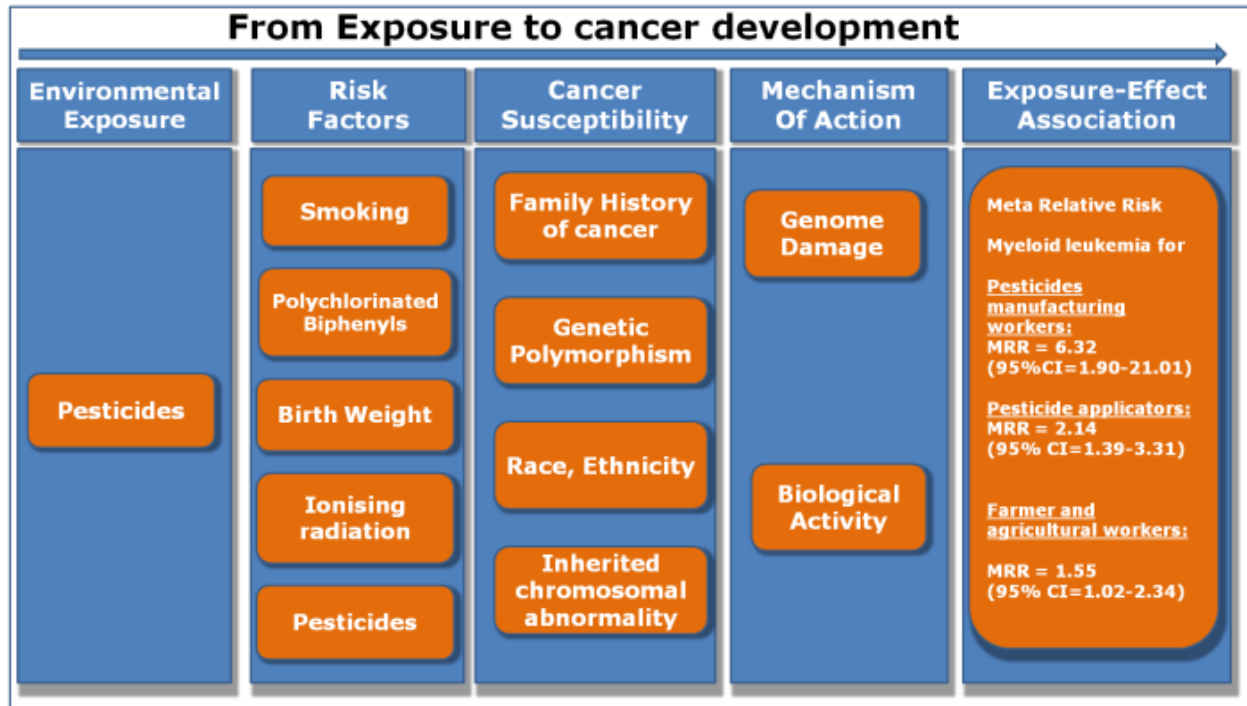 From Exposure to cancer development
Environmental
Exposure
Risk
Factors
Cancer
Susceptibility
Mechanism
Of Action
Exposure-Effect
Association
Pesticides
Smoking
Polychlorinated
Biphenyls
Birth Weight
Ionising
radiation
Pesticides
Family History
of cancer
Genetic
Polymorphism
Race, Ethnicity
Inherited
chromosomal
abnormality
Genome
Damage
Biological
Activity
Meta Relative Risk
Myeloid leukemia for
Pesticides
manufacturing
workers:
MRR = 6.32
(95%CI=1.90-21.01)
Pesticide applicators:
MRR = 2.14
(95% CI=1.39-3.31)
Farmer and
agricultural workers:
MRR = 1.55
(95% CI=1.02-2.34)